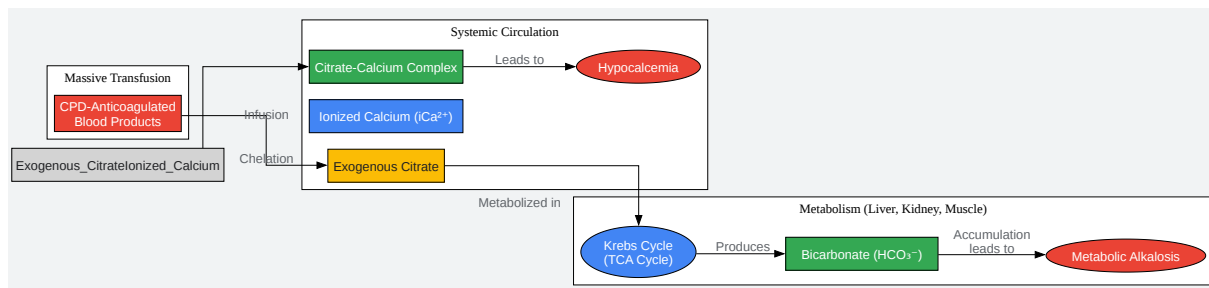 Systemic Circulation
Citrate-Calcium Complex
Leads to
Hypocalcemia
Massive Transfusion
CPD-Anticoagulated
Blood Products
Infusion
Ionized Calcium (iCa²⁺)
Exogenous_CitrateIonized_Calcium
Chelation
Exogenous Citrate
Metabolized in
Metabolism (Liver, Kidney, Muscle)
Krebs Cycle
(TCA Cycle)
Produces
Bicarbonate (HCO₃⁻)
Accumulation
leads to
Metabolic Alkalosis